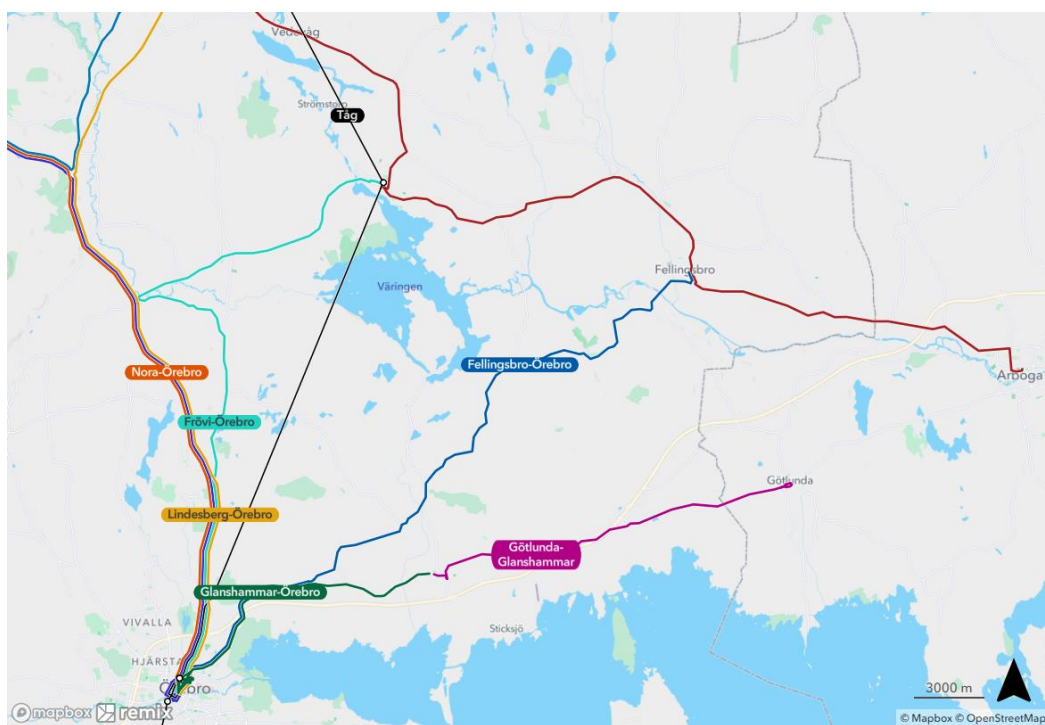 Vedevåg
Strömstorp
Tåg
Väringen
Fellingsbro
Fellingsbro-Örebro
Nora-Örebro
Arboga
Frövi-Örebro
Götlunda
Lindesberg-Örebro
Götlunda-
Glanshammar
Glanshammar-Örebro
VIVALLA
Sticksjö
HJÄRSTA
Örebro
3000 m
mapbox remix
© Mapbox © OpenStreetMap